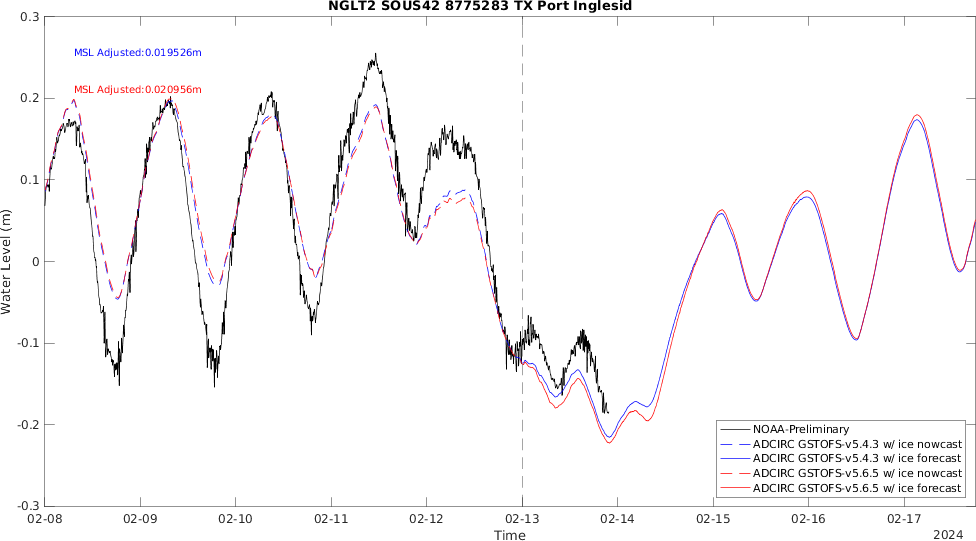 NGLT2 SOUS42 8775283 TX Port Inglesid
0.3
0.2
0.1
0
-0.1
-0.2
-0.3
Water Level (m)
MSL Adjusted:0.019526m
MSL Adjusted:0.020956m
NOAA-Preliminary
ADCIRC GSTOFS-v5.4.3 w/ ice nowcast
ADCIRC GSTOFS-v5.4.3 w/ ice forecast
ADCIRC GSTOFS-v5.6.5 w/ ice nowcast
ADCIRC GSTOFS-v5.6.5 w/ ice forecast
02-08 02-09 02-10 02-11 02-12 02-13 02-14 02-15 02-16 02-17
Time
2024